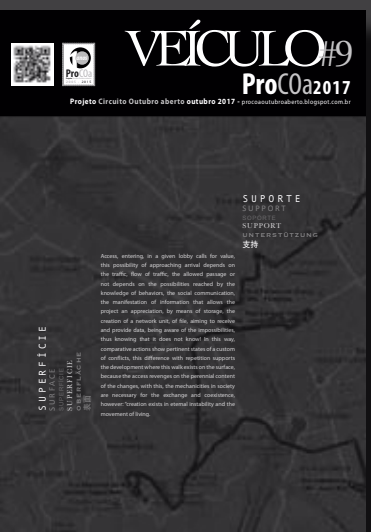 VEÍCULO#9
ProCOa
ProCOa2017
Projeto Circuito Outubro aberto outubro 2017 • procoaoutubroaberto.blogspot.com.br
SUPORTE
SUPPORT
SOPORTE
SUPPORT
UNTERSTÜTZUNG
支持
Access, entering, in a given lobby calls for value,
this possibility of approaching arrival depends on
the traffic, flow of traffic, the allowed passage or
not depends on the possibilities reached by the
knowledge of behaviors, the social communication,
the manifestation of information that allows the
project an appreciation, by means of storage, the
creation of a network unit, of file, aiming to receive
and provide data, being aware of the impossibilities,
thus knowing that it does not know! In this way,
comparative actions show pertinent states of a custom
of conflicts, this difference with repetition supports
the development where this walk exists on the surface,
because the access revenges on the perennial content
of the changes, with this, the mechanicities in society
are necessary for the exchange and coexistence,
however: "creation exists in eternal instability and the
movement of living.
SUPERFÍCIE
SURFACE
SUPERFICIE
OBERFLÄCHE
表面